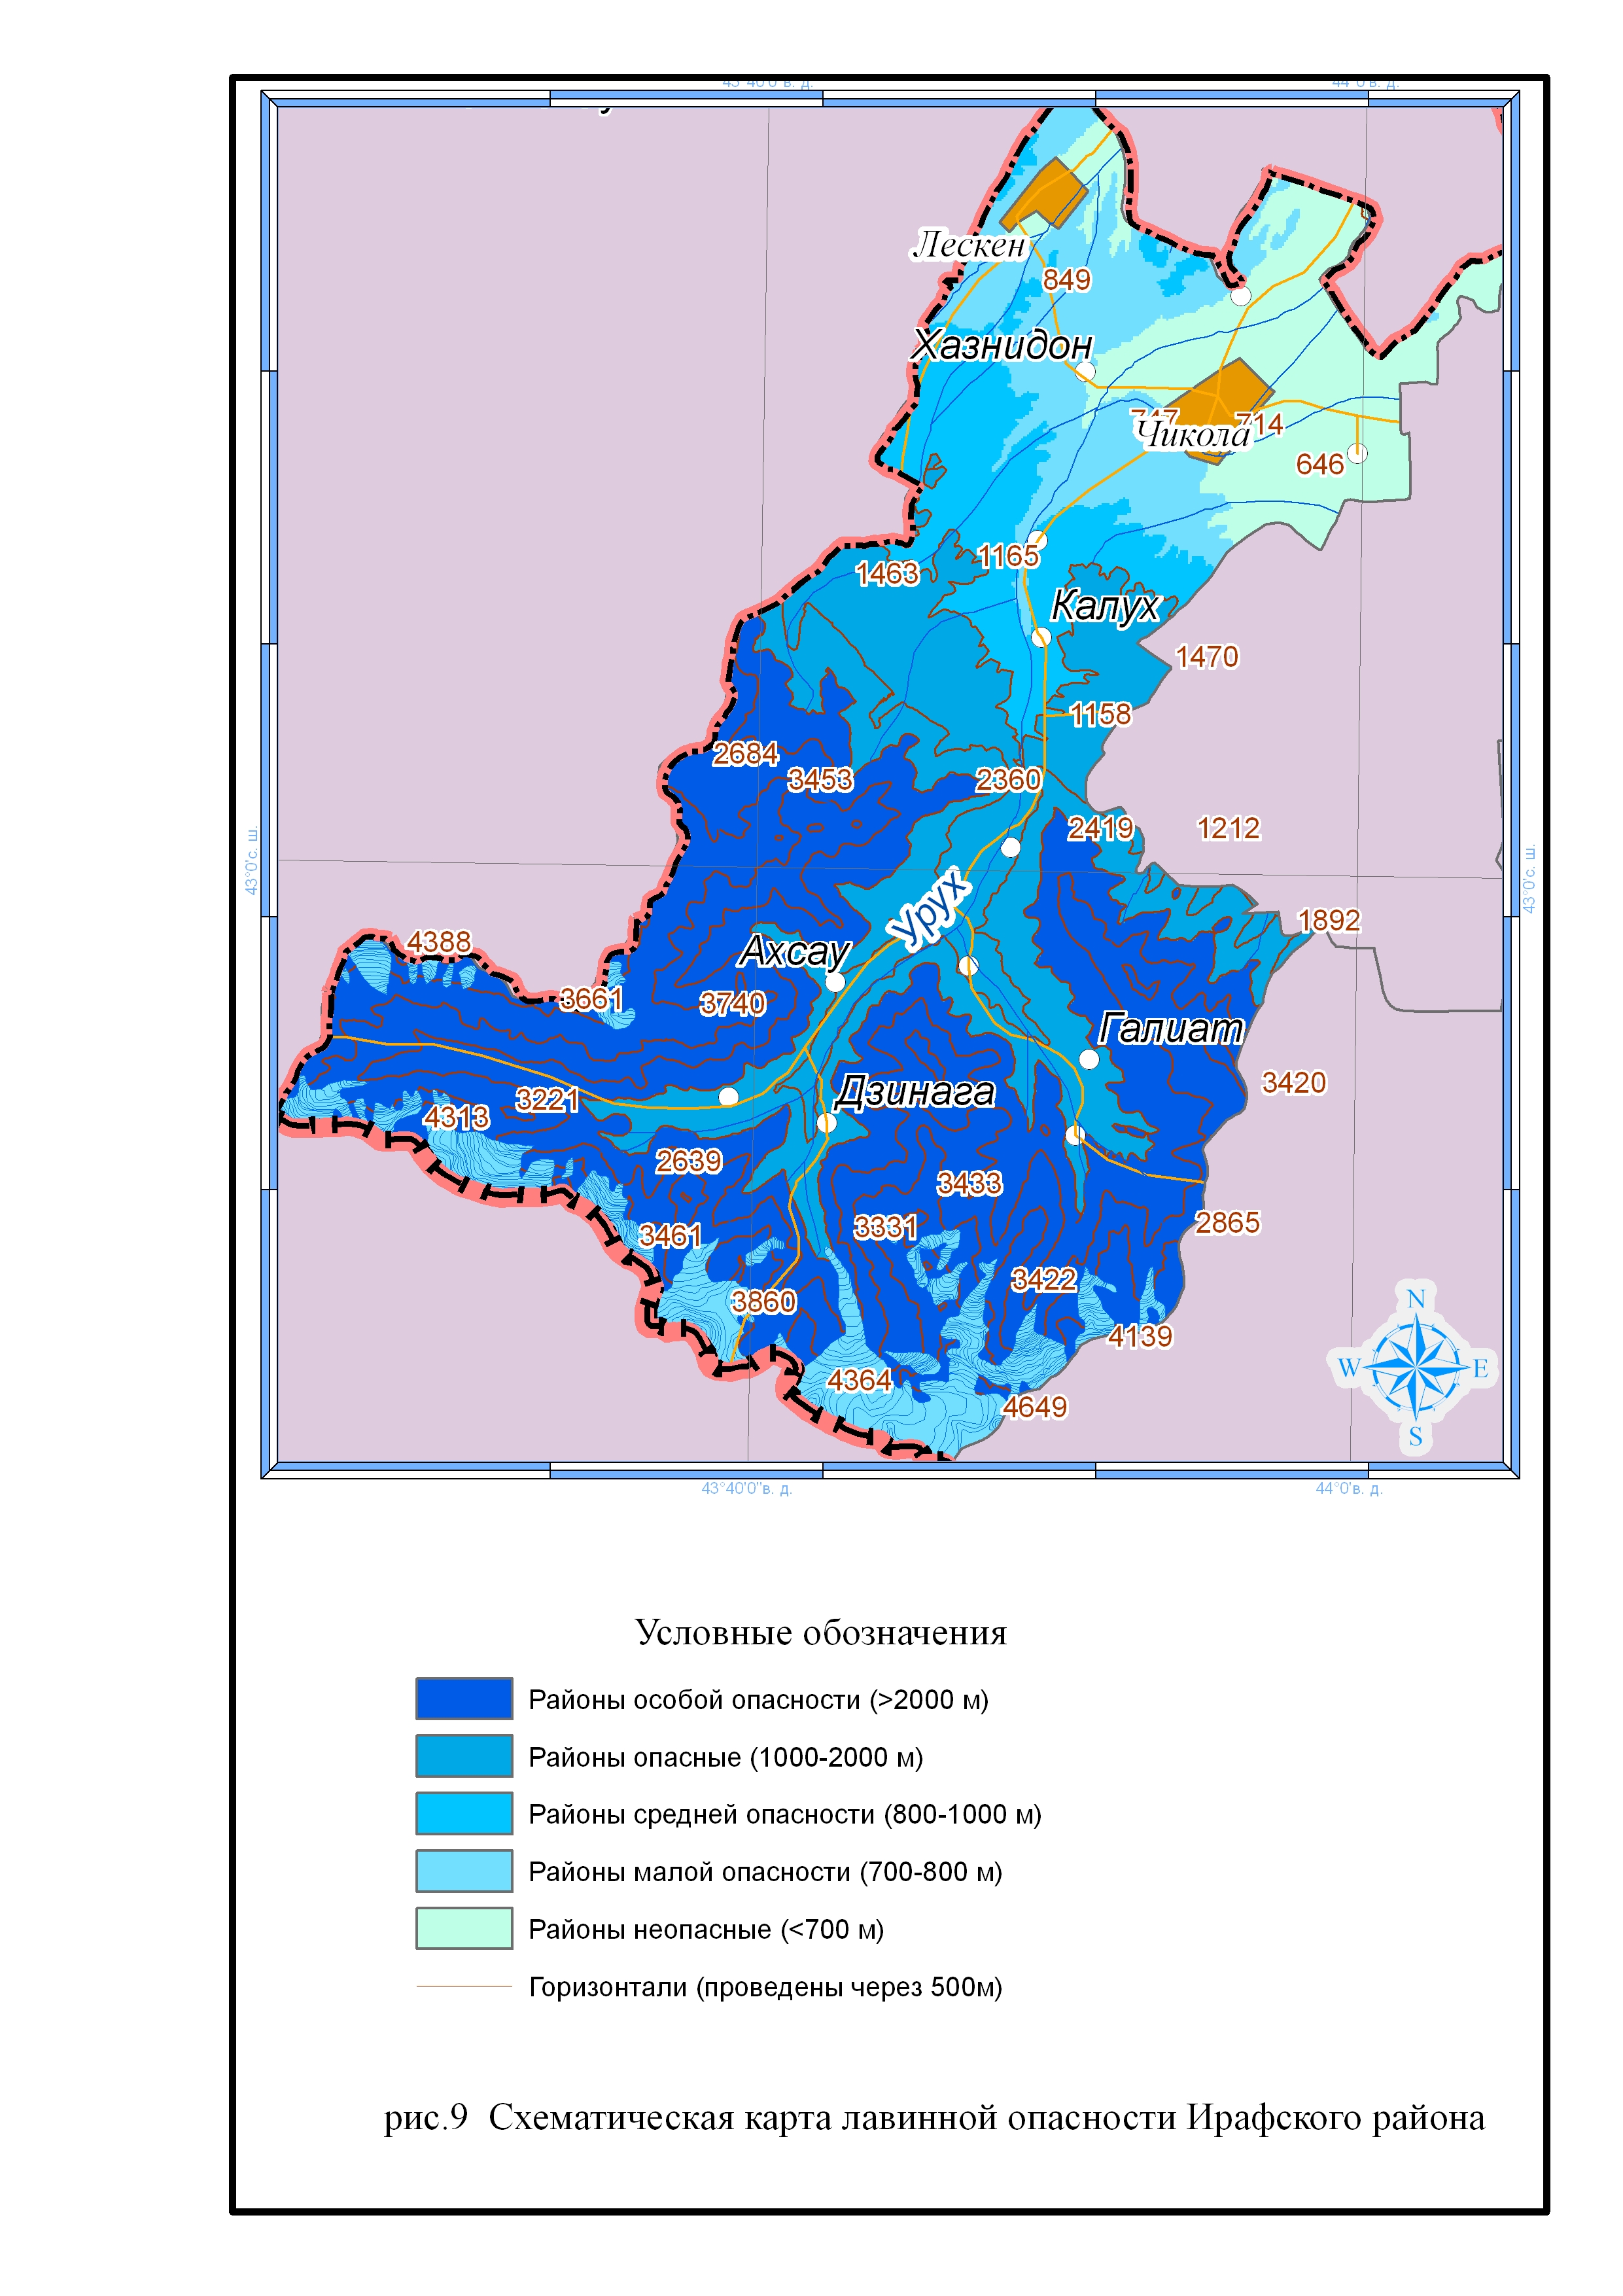 43°40'0"в. д.
44°0'в. д.
Лескен
849
Хазнидон
747
714
Чикола
646
1165
1463
Калух
1470
1158
2684
3453
2360
2419
1212
43°0'с. ш.
43°0'с. ш.
Урух
1892
4388
Ахсау
3661
3740
Галиат
3420
Дзинага
3221
4313
2639
3433
2865
3331
3461
3422
3860
4139
4364
4649
N
W
E
S
43°40'0"в. д.
44°0'в. д.
Условные обозначения
Районы особой опасности (>2000 м)
Районы опасные (1000-2000 м)
Районы средней опасности (800-1000 м)
Районы малой опасности (700-800 м)
Районы неопасные (<700 м)
Горизонтали (проведены через 500м)
рис.9 Схематическая карта лавинной опасности Ирафского района